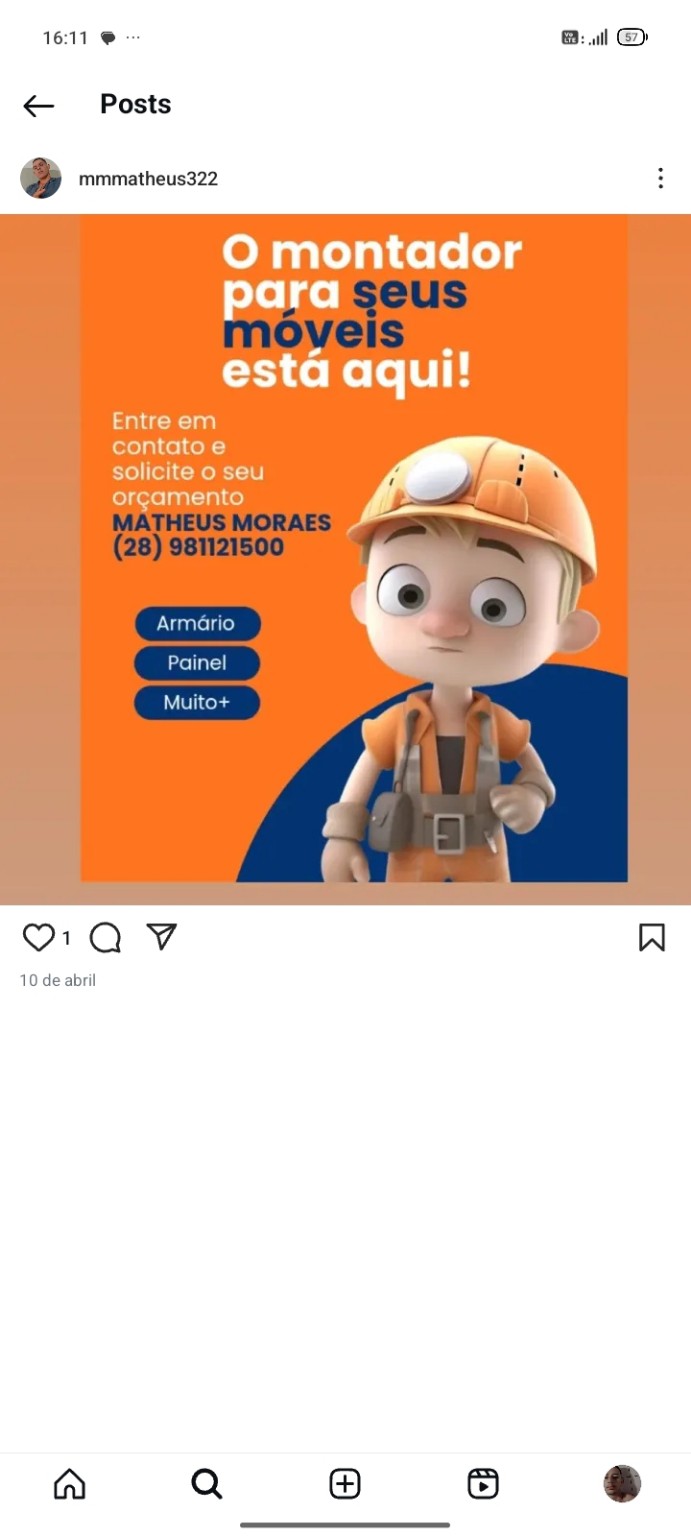 16:11
VoLTE
57
Posts
mmmatheus322
O montador
para seus
móveis
está aqui!
Entre em
contato e
solicite o seu
orçamento
MATHEUS MORAES
(28) 981121500
Armário
Painel
Muito+
1
10 de abril